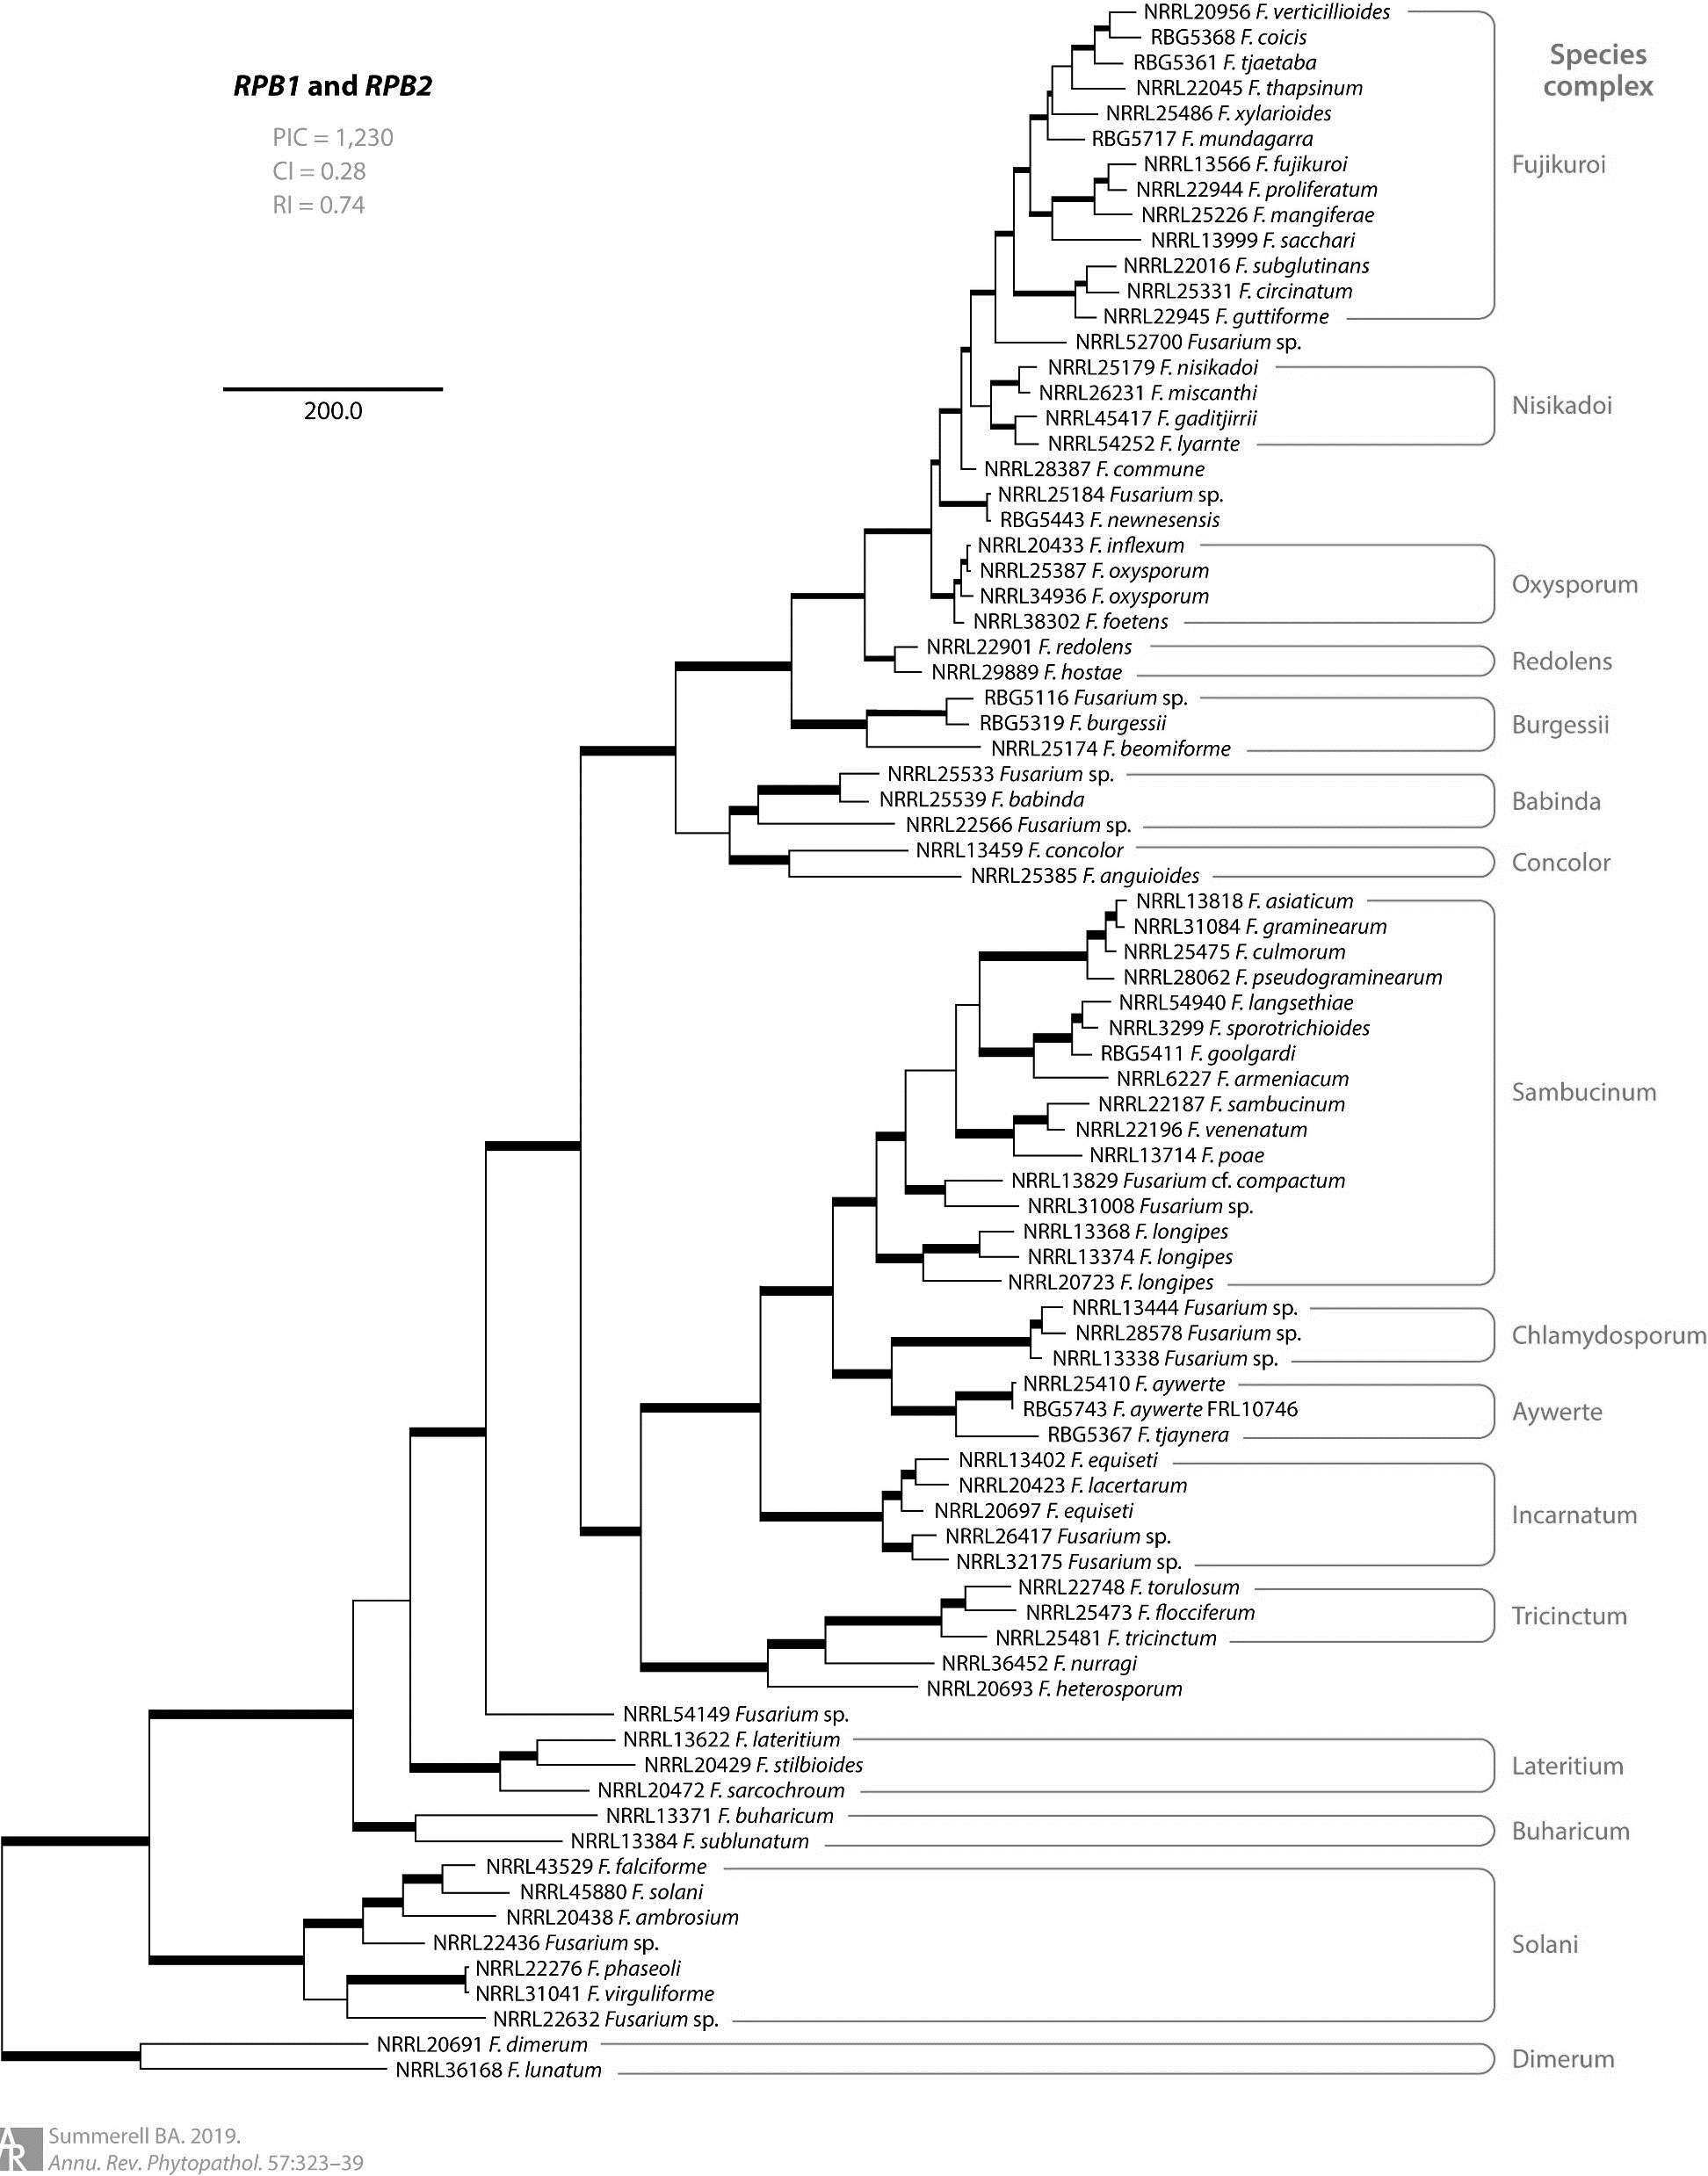 RPB1 and RPB2
PIC = 1,230
CI = 0.28
RI = 0.74
200.0
Species
complex
NRRL20956 F. verticillioides
RBG5368 F. coicis
RBG5361 F. tjaetaba
NRRL22045 F. thapsinum
NRRL25486 F. xylarioides
RBG5717 F. mundagarra
NRRL13566 F. fujikuroi
Fujikuroi
NRRL22944 F. proliferatum
NRRL25226 F. mangiferae
NRRL13999 F. sacchari
NRRL22016 F. subglutinans
NRRL25331 F. circinatum
NRRL22945 F. guttiforme
NRRL52700 Fusarium sp.
NRRL25179 F. nisikadoi
NRRL26231 F. miscanthi
Nisikadoi
NRRL45417 F. gaditjirrii
NRRL54252 F. lyarnte
NRRL28387 F. commune
NRRL25184 Fusarium sp.
RBG5443 F. newnesensis
NRRL20433 F. inflexum
NRRL25387 F. oxysporum
Oxysporum
NRRL34936 F. oxysporum
NRRL38302 F. foetens
NRRL22901 F. redolens
Redolens
NRRL29889 F. hostae
RBG5116 Fusarium sp.
RBG5319 F. burgessii
Burgessii
NRRL25174 F. beomiforme
NRRL25533 Fusarium sp.
NRRL25539 F. babinda
Babinda
NRRL22566 Fusarium sp.
NRRL13459 F. concolor
Concolor
NRRL25385 F. anguioides
NRRL13818 F. asiaticum
NRRL31084 F. graminearum
NRRL25475 F. culmorum
NRRL28062 F. pseudograminearum
NRRL54940 F. langsethiae
NRRL3299 F. sporotrichioides
RBG5411 F. goolgardi
NRRL6227 F. armeniacum
Sambucinum
NRRL22187 F. sambucinum
NRRL22196 F. venenatum
NRRL13714 F. poae
NRRL13829 Fusarium cf. compactum
NRRL31008 Fusarium sp.
NRRL13368 F. longipes
NRRL13374 F. longipes
NRRL20723 F. longipes
NRRL13444 Fusarium sp.
NRRL28578 Fusarium sp.
Chlamydosporum
NRRL13338 Fusarium sp.
NRRL25410 F. aywerte
RBG5743 F. aywerte FRL10746
Aywerte
RBG5367 F. tjaynera
NRRL13402 F. equiseti
NRRL20423 F. lacertarum
NRRL20697 F. equiseti
Incarnatum
NRRL26417 Fusarium sp.
NRRL32175 Fusarium sp.
NRRL22748 F. torulosum
NRRL25473 F. flocciferum
Tricinctum
NRRL25481 F. tricinctum
NRRL36452 F. nurragi
NRRL20693 F. heterosporum
NRRL54149 Fusarium sp.
NRRL13622 F. lateritium
NRRL20429 F. stilbioides
Lateritium
NRRL20472 F. sarcochroum
NRRL13371 F. buharicum
Buharicum
NRRL13384 F. sublunatum
NRRL43529 F. falciforme
NRRL45880 F. solani
NRRL20438 F. ambrosium
NRRL22436 Fusarium sp.
Solani
NRRL22276 F. phaseoli
NRRL31041 F. virguliforme
NRRL22632 Fusarium sp.
NRRL20691 F. dimerum
Dimerum
NRRL36168 F. lunatum
AR
Summerell BA. 2019.
Annu. Rev. Phytopathol. 57:323–39